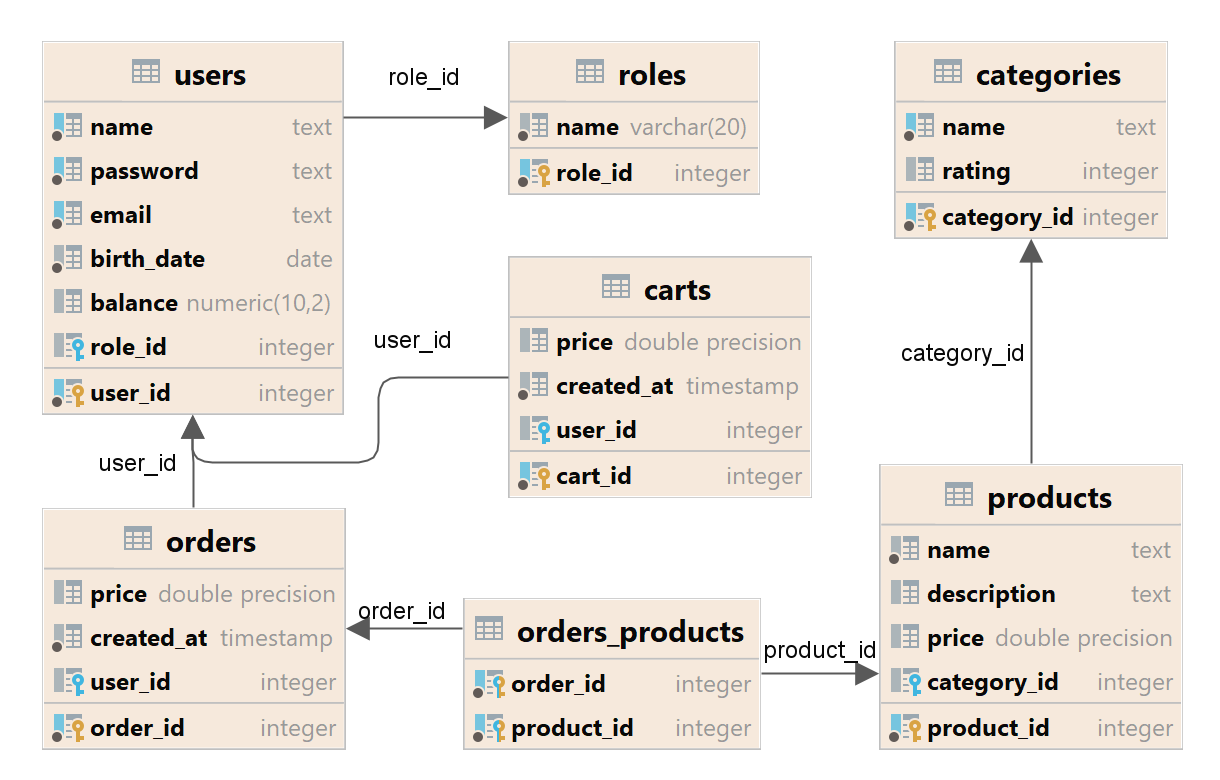 users
name text
password text
email text
birth_date date
balance numeric(10,2)
role_id integer
user_id integer
role_id
roles
name varchar(20)
role_id integer
categories
name text
rating integer
category_id integer
carts
price double precision
created_at timestamp
user_id integer
cart_id integer
user_id
category_id
user_id
orders
price double precision
created_at timestamp
user_id integer
order_id integer
order_id
orders_products
order_id integer
product_id integer
product_id
products
name text
description text
price double precision
category_id integer
product_id integer